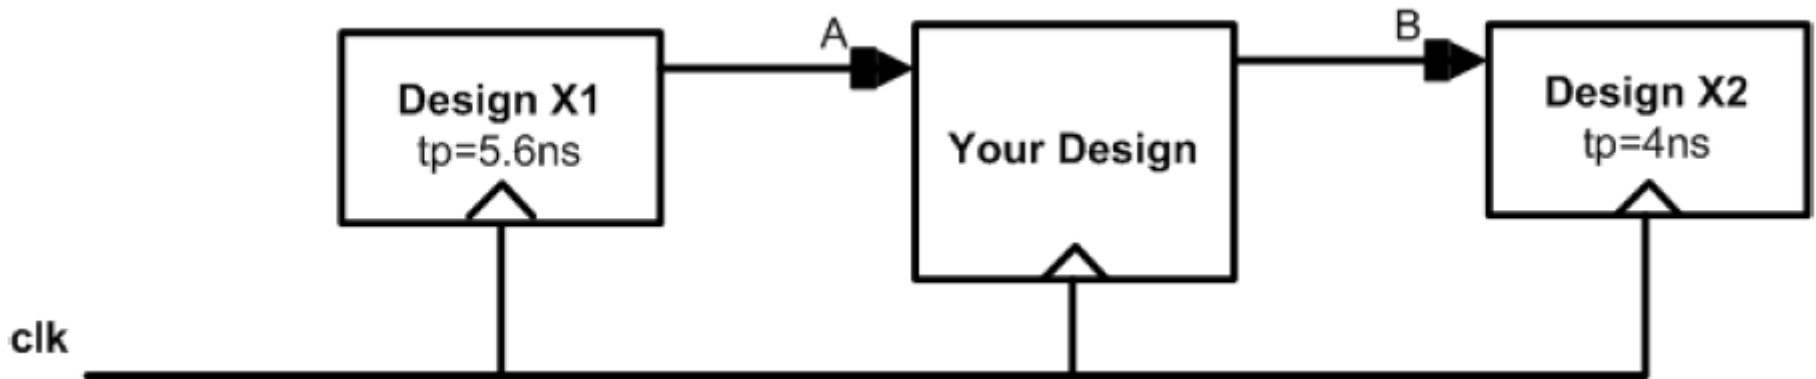 A
B
Design X1
tp=5.6ns
Your Design
Design X2
tp=4ns
clk